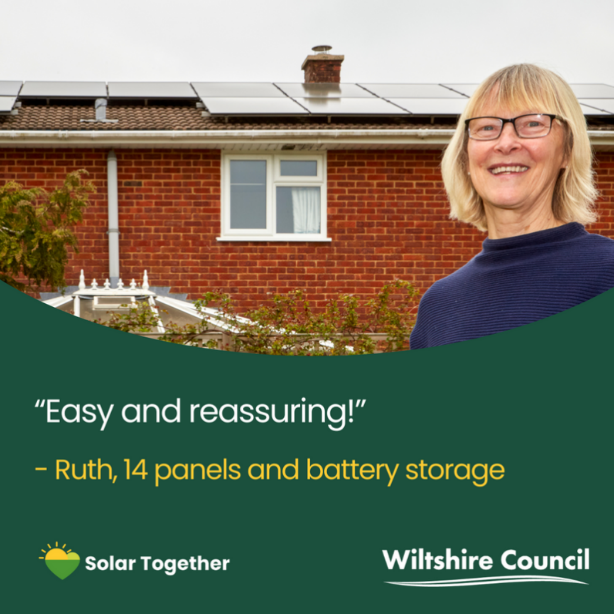 “Easy and reassuring!”
- Ruth, 14 panels and battery storage
Solar Together
Wiltshire Council